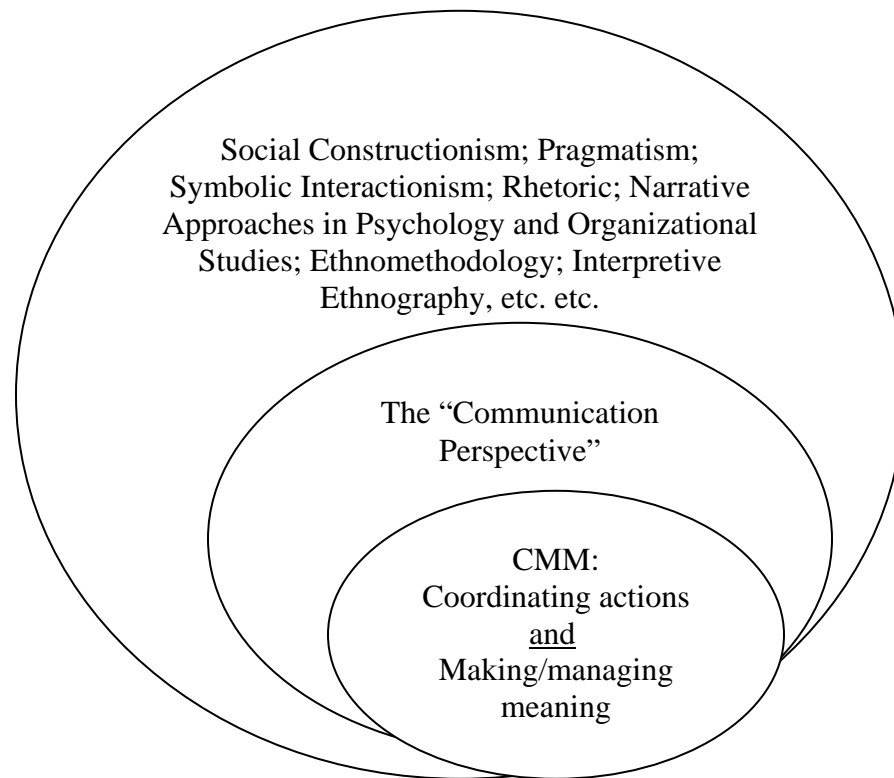 Social Constructionism; Pragmatism;
Symbolic Interactionism; Rhetoric; Narrative
Approaches in Psychology and Organizational
Studies; Ethnomethodology; Interpretive
Ethnography, etc. etc.
The “Communication
Perspective”
CMM:
Coordinating actions
and
Making/managing
meaning